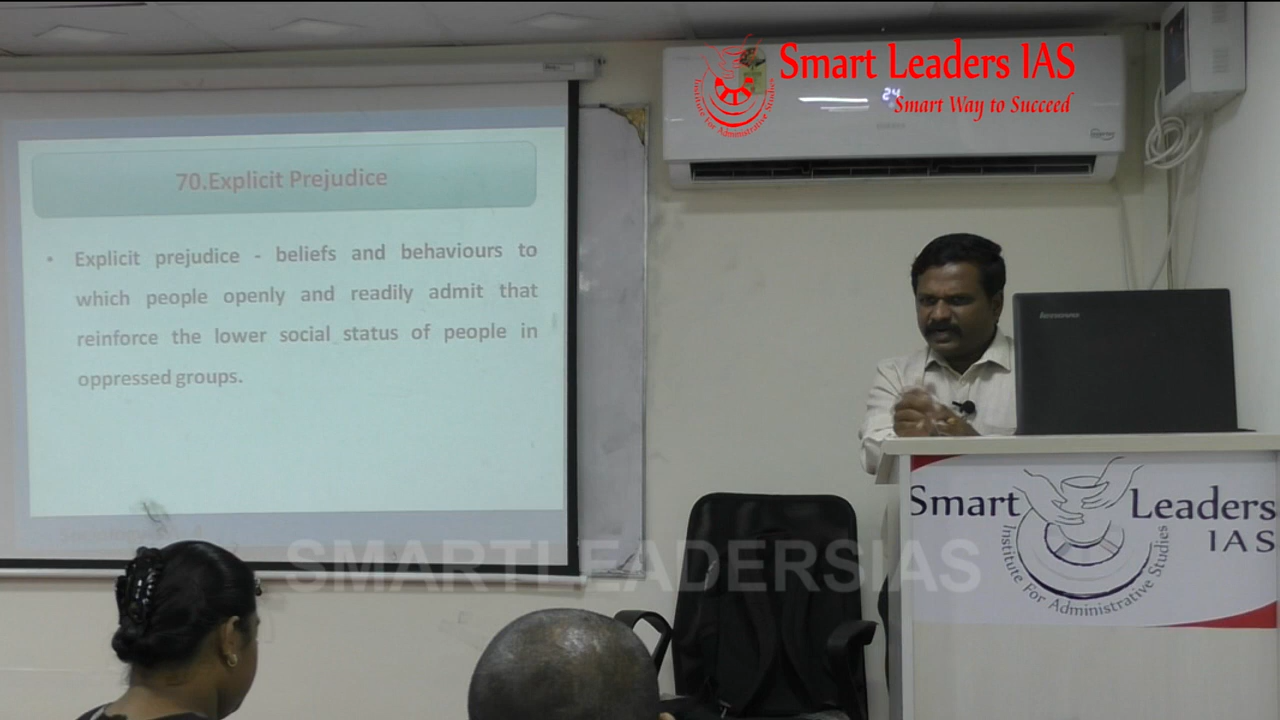 Smart Leaders IAS
Smart Way to Succeed
Institute For Administrative Studies
24
70.Explicit Prejudice
• Explicit prejudice - beliefs and behaviours to
which people openly and readily admit that
reinforce the lower social status of people in
oppressed groups.
lenovo
Smart Leaders
IAS
Institute For Administrative Studies
SMARTLEADERSIAS